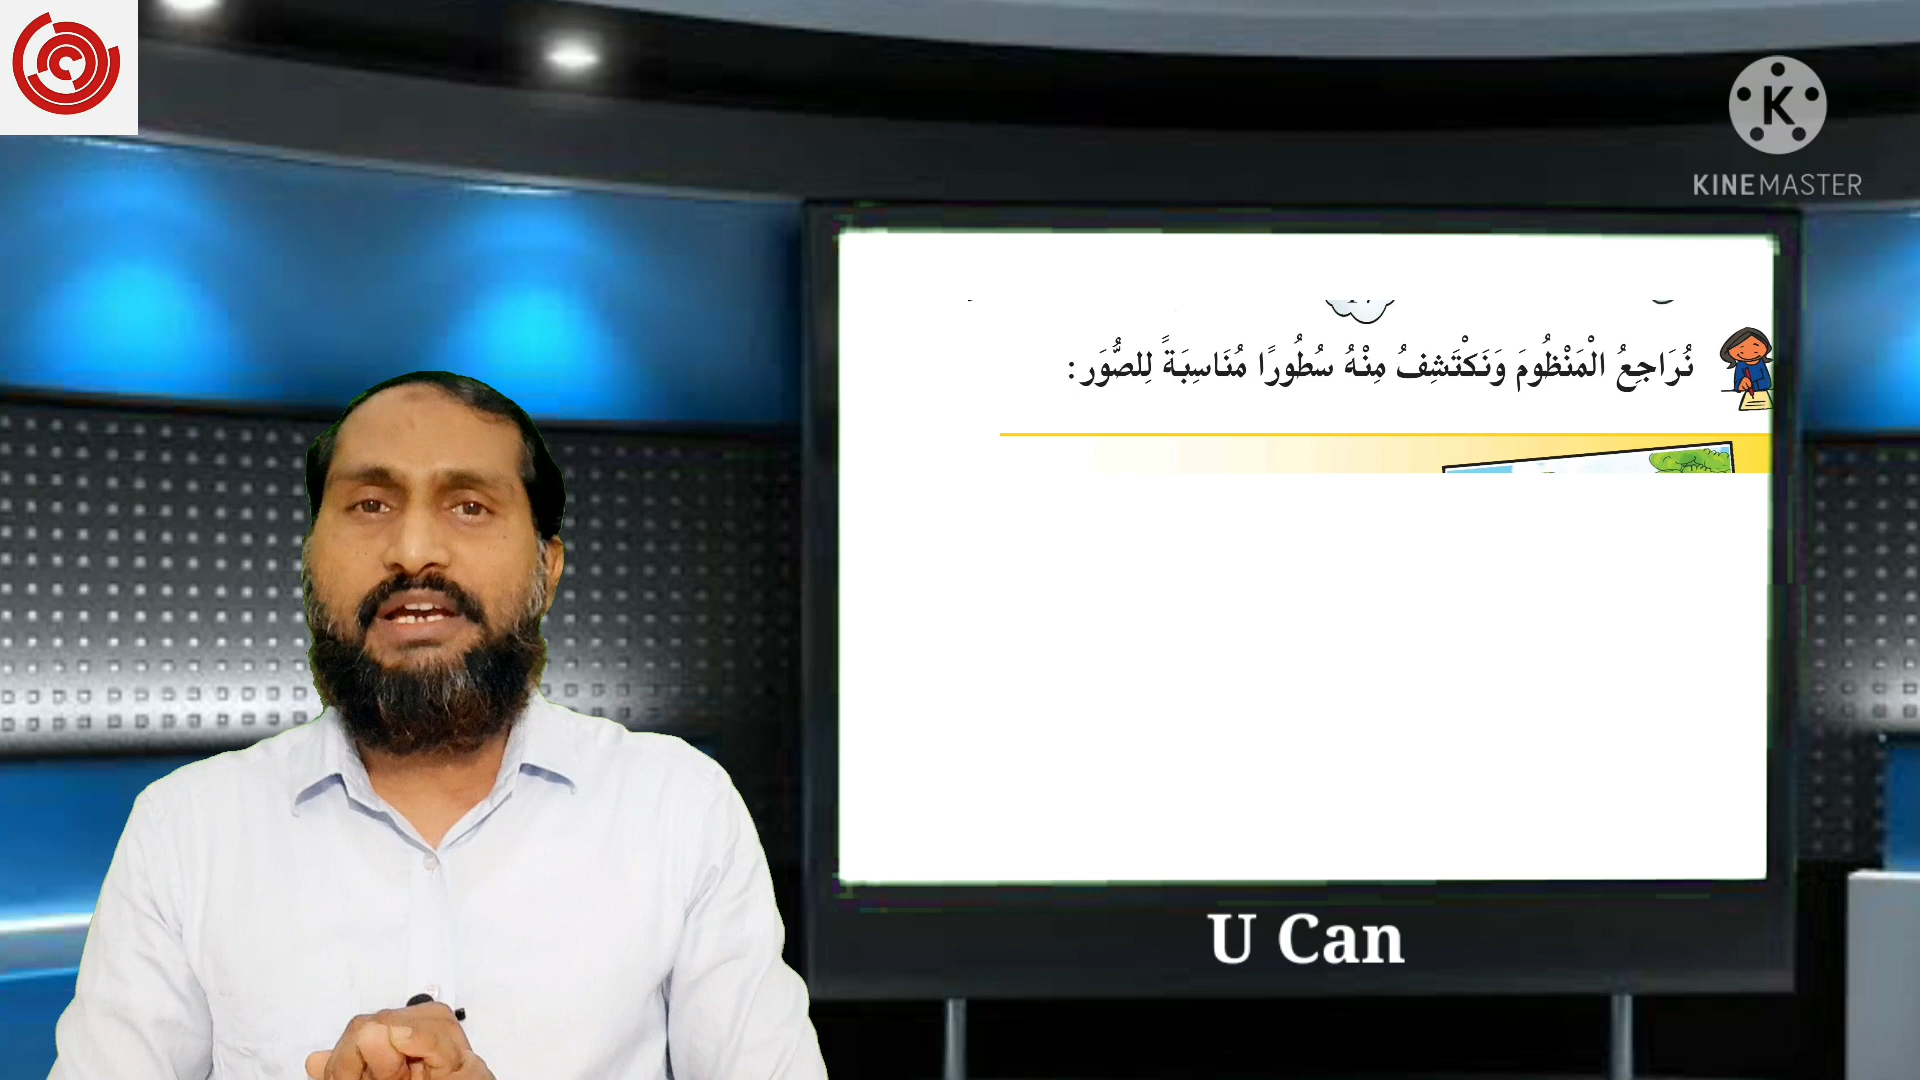 KINEMASTER
نُرَاجِعُ الْمَنْظُومَ وَنَكْتَشِفُ مِنْهُ سُطُورًا مُنَاسِبَةً لِلصُّوَرِ:
U Can